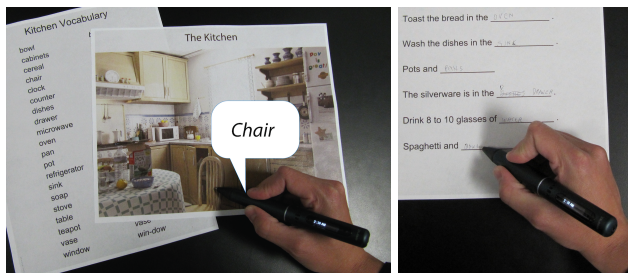 Kitchen Vocabulary
bowl
cabinets
cereal
chair
clock
counter
dishes
drawer
microwave
oven
pan
pot
refrigerator
sink
soap
stove
table
teapot
vase
window
vase
win-dow
The Kitchen
Chair
Toast the bread in the oven.
Wash the dishes in the sink.
Pots and pans
The silverware is in the drawer.
Drink 8 to 10 glasses of .
Spaghetti and